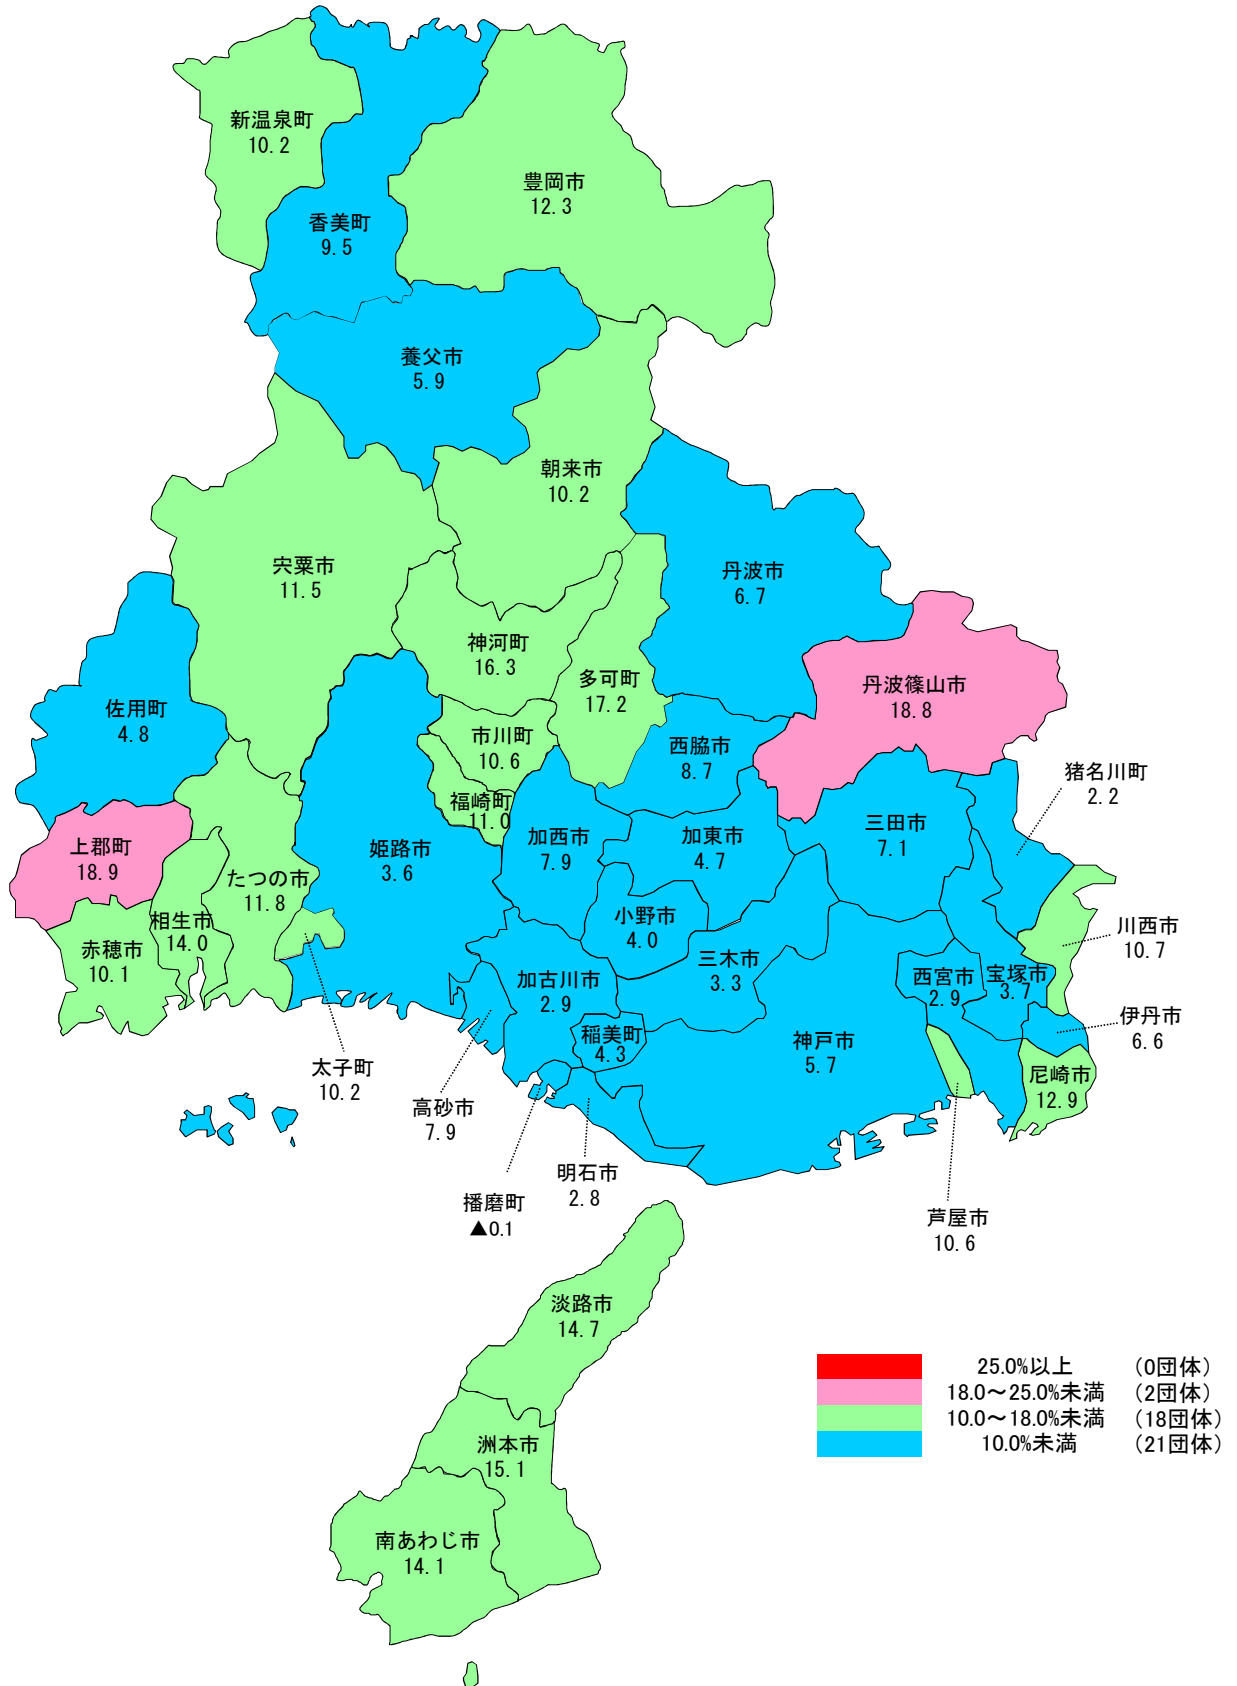 新温泉町
10.2
香美町
9.5
豊岡市
12.3
養父市
5.9
朝来市
10.2
宍粟市
11.5
丹波市
6.7
神河町
16.3
多可町
17.2
丹波篠山市
18.8
佐用町
4.8
市川町
10.6
西脇市
8.7
猪名川町
2.2
福崎町
11.0
上郡町
18.9
姫路市
3.6
加西市
7.9
加東市
4.7
三田市
7.1
たつの市
11.8
相生市
14.0
小野市
4.0
川西市
10.7
赤穂市
10.1
三木市
3.3
加古川市
2.9
西宮市
2.9
宝塚市
3.7
伊丹市
6.6
稲美町
4.3
神戸市
5.7
太子町
10.2
尼崎市
12.9
高砂市
7.9
明石市
2.8
播磨町
▲0.1
芦屋市
10.6
淡路市
14.7
洲本市
15.1
南あわじ市
14.1
25.0%以上 (0団体)
18.0～25.0%未満 (2団体)
10.0～18.0%未満 (18団体)
10.0%未満 (21団体)